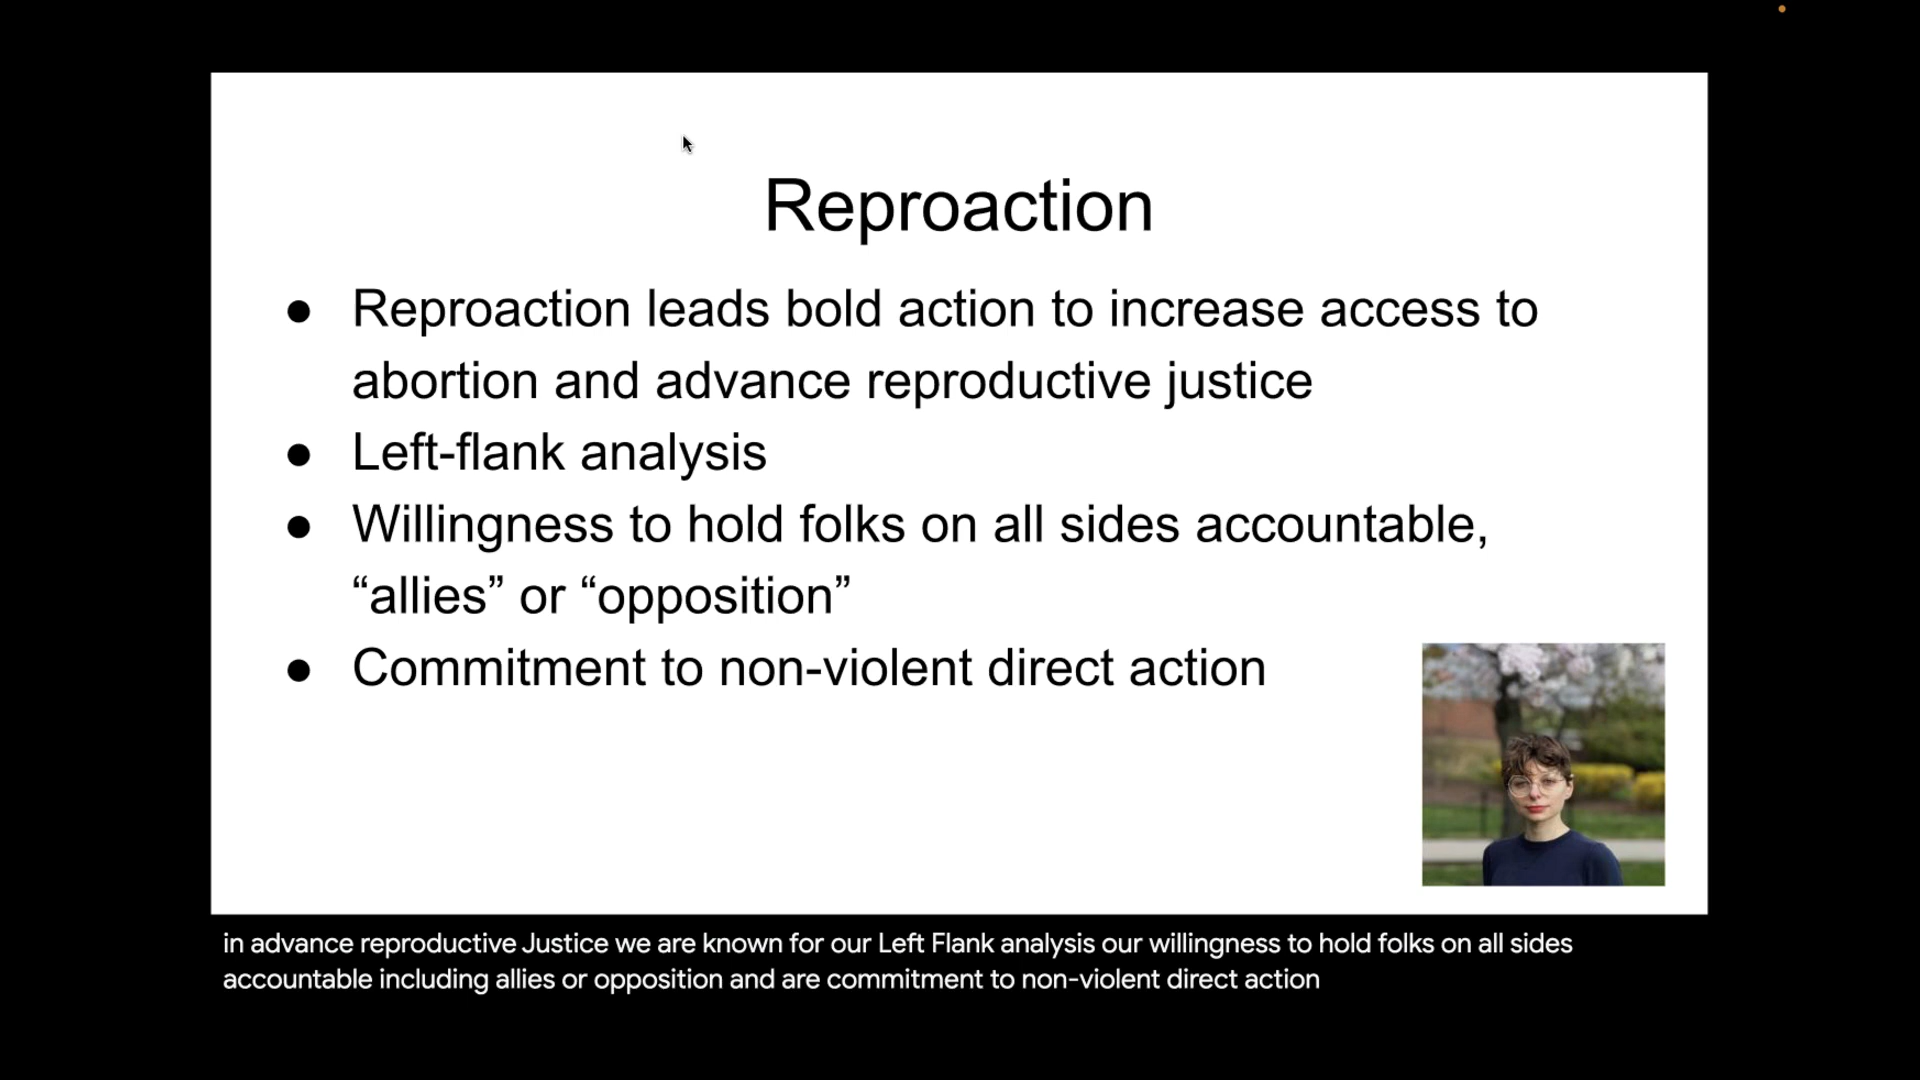 Reproaction
● Reproaction leads bold action to increase access to
abortion and advance reproductive justice
● Left-flank analysis
● Willingness to hold folks on all sides accountable,
“allies” or “opposition”
● Commitment to non-violent direct action
in advance reproductive Justice we are known for our Left Flank analysis our willingness to hold folks on all sides
accountable including allies or opposition and are commitment to non-violent direct action